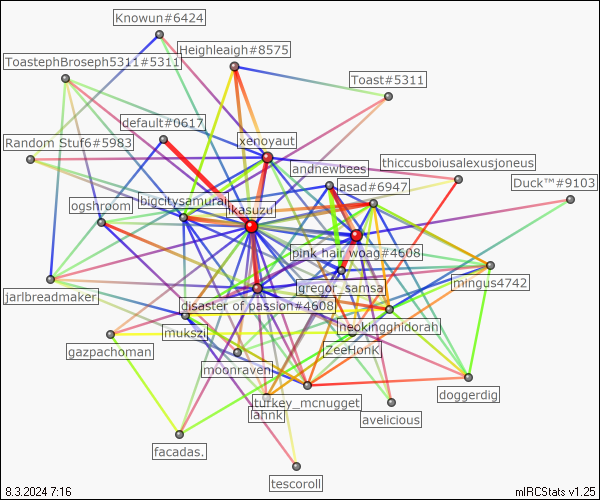 Knowun#6424
Heighleaigh#8575
ToastephBroseph5311#5311
Toast#5311
default#0617
Random Stuf6#5983
xenoyaut
andnewbees
thiccusboiusalexusjoneus
asad#6947
Duck™#9103
bigcitysamurai
ogshroom
jkasuzu
pink hair woag#4608
mingus4742
gregor_samsa
jarlbreadmaker
disaster of passion#4608
neokingghidorah
mukszi
gazpachoman
ZeeHonK
moonraven
doggerdig
turkey_mcnugget
lahnk
avelicious
facadas.
tescoroll
8.3.2024 7:16
mIRCStats v1.25